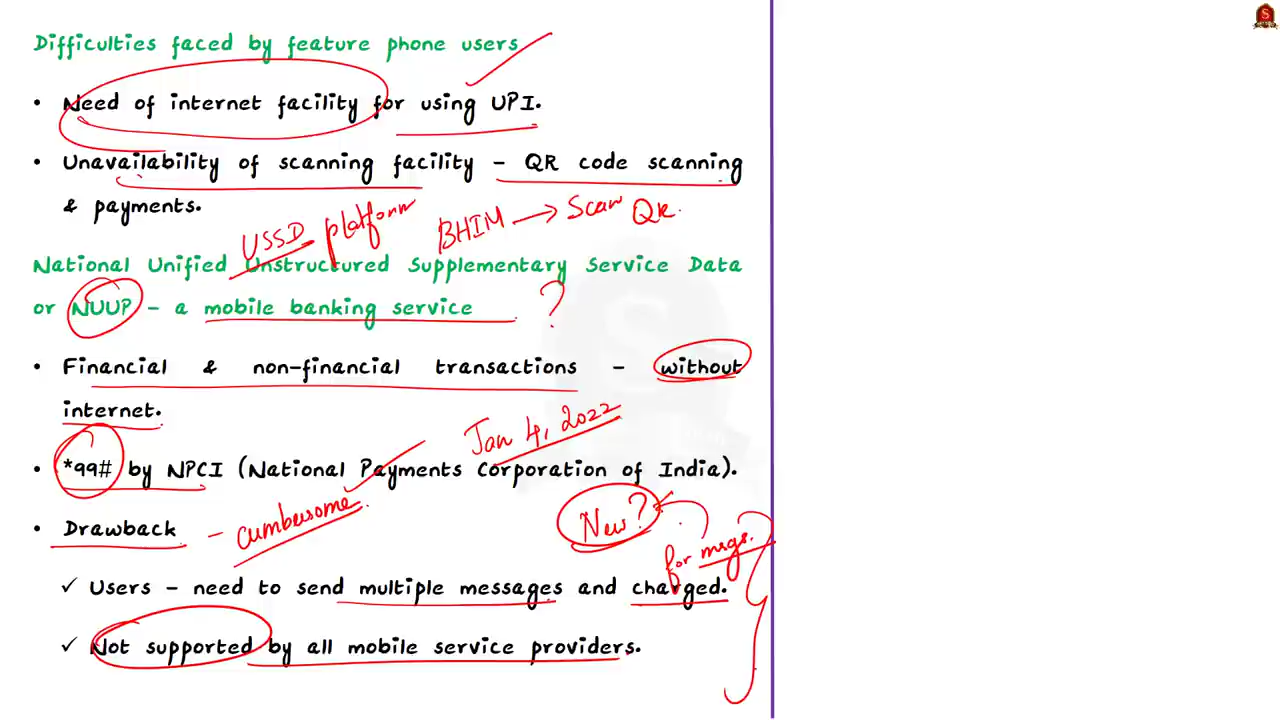 Difficulties faced by feature phone users
• Need of internet facility for using UPI.
• Unavailability of scanning facility – QR code scanning
& payments.
USSD platform BHIM → Scan QR.
National Unified Unstructured Supplementary Service Data
or NUUP – a mobile banking service ?
• Financial & non-financial transactions – without
internet.
Jan 4, 2022
• *99# by NPCI (National Payments Corporation of India).
• Drawback – cumbersome.
New?
for msgs.
✓ Users – need to send multiple messages and charged.
✓ Not supported by all mobile service providers.